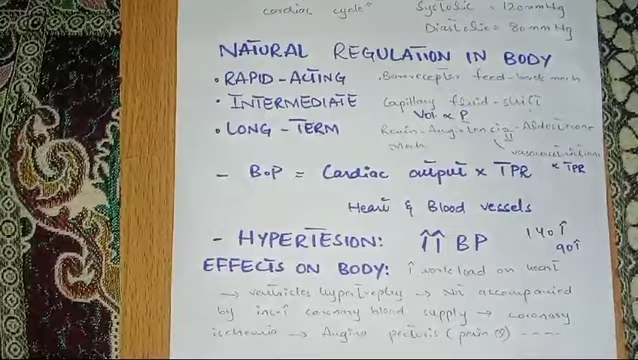 cardiac cycle" Systolic = 120mmHg
Diastolic = 80mmHg
NATURAL REGULATION IN BODY
• RAPID-ACTING Baroreceptor feed-back mech
• INTERMEDIATE Capillary fluid-shift
Vol ∝ P
• LONG-TERM Renin-Angiotensin-Aldosterone
Mech vasoconstriction
- B.P = Cardiac output × TPR ∝ TPR
Heart & Blood vessels
- HYPERTESION: ↑↑ BP 140↑
90↑
EFFECTS ON BODY: ↑ workload on heart
→ ventricles hypertrophy → Not accompanied
by inc↑ coronary blood supply → coronary
ischemia → Angina pectoris (pain